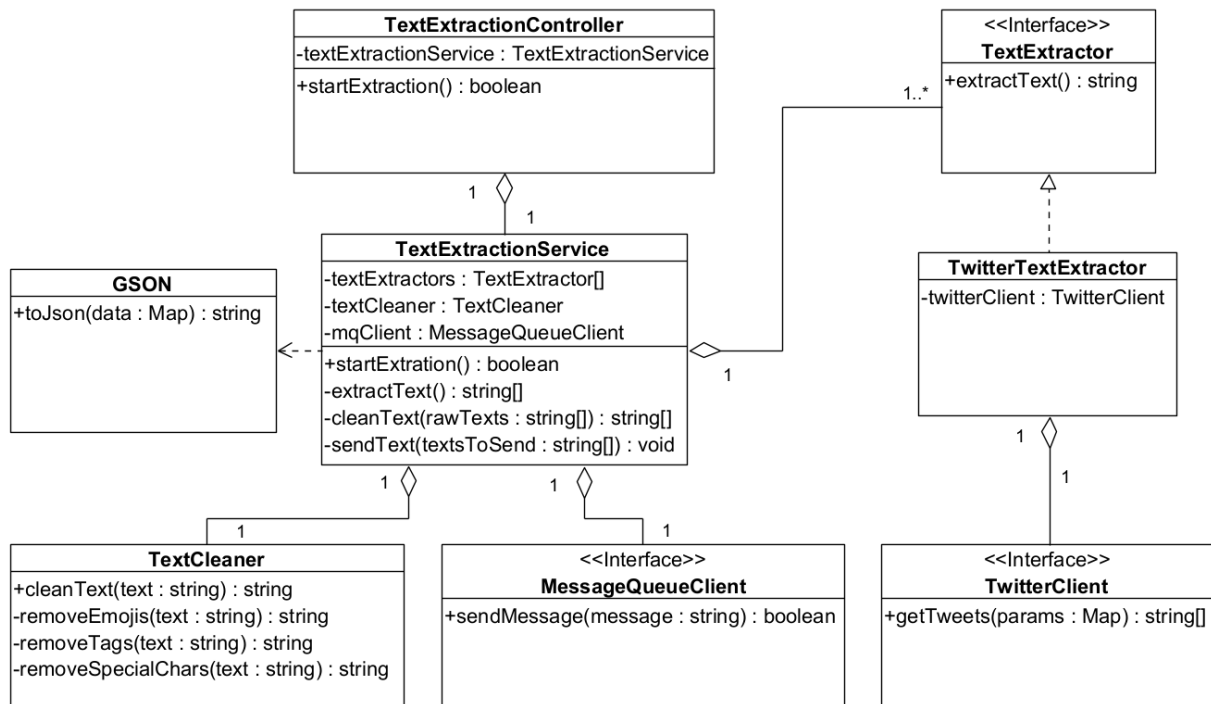 TextExtractionController
-textExtractionService : TextExtractionService
+startExtraction() : boolean
<<Interface>>
TextExtractor
+extractText() : string
1..*
1
1
TextExtractionService
-textExtractors : TextExtractor[]
-textCleaner : TextCleaner
-mqClient : MessageQueueClient
+startExtration() : boolean
-extractText() : string[]
-cleanText(rawTexts : string[]) : string[]
-sendText(textsToSend : string[]) : void
1
GSON
+toJson(data : Map) : string
TwitterTextExtractor
-twitterClient : TwitterClient
1
1
1
1
1
1
TextCleaner
+cleanText(text : string) : string
-removeEmojis(text : string) : string
-removeTags(text : string) : string
-removeSpecialChars(text : string) : string
<<Interface>>
MessageQueueClient
+sendMessage(message : string) : boolean
<<Interface>>
TwitterClient
+getTweets(params : Map) : string[]